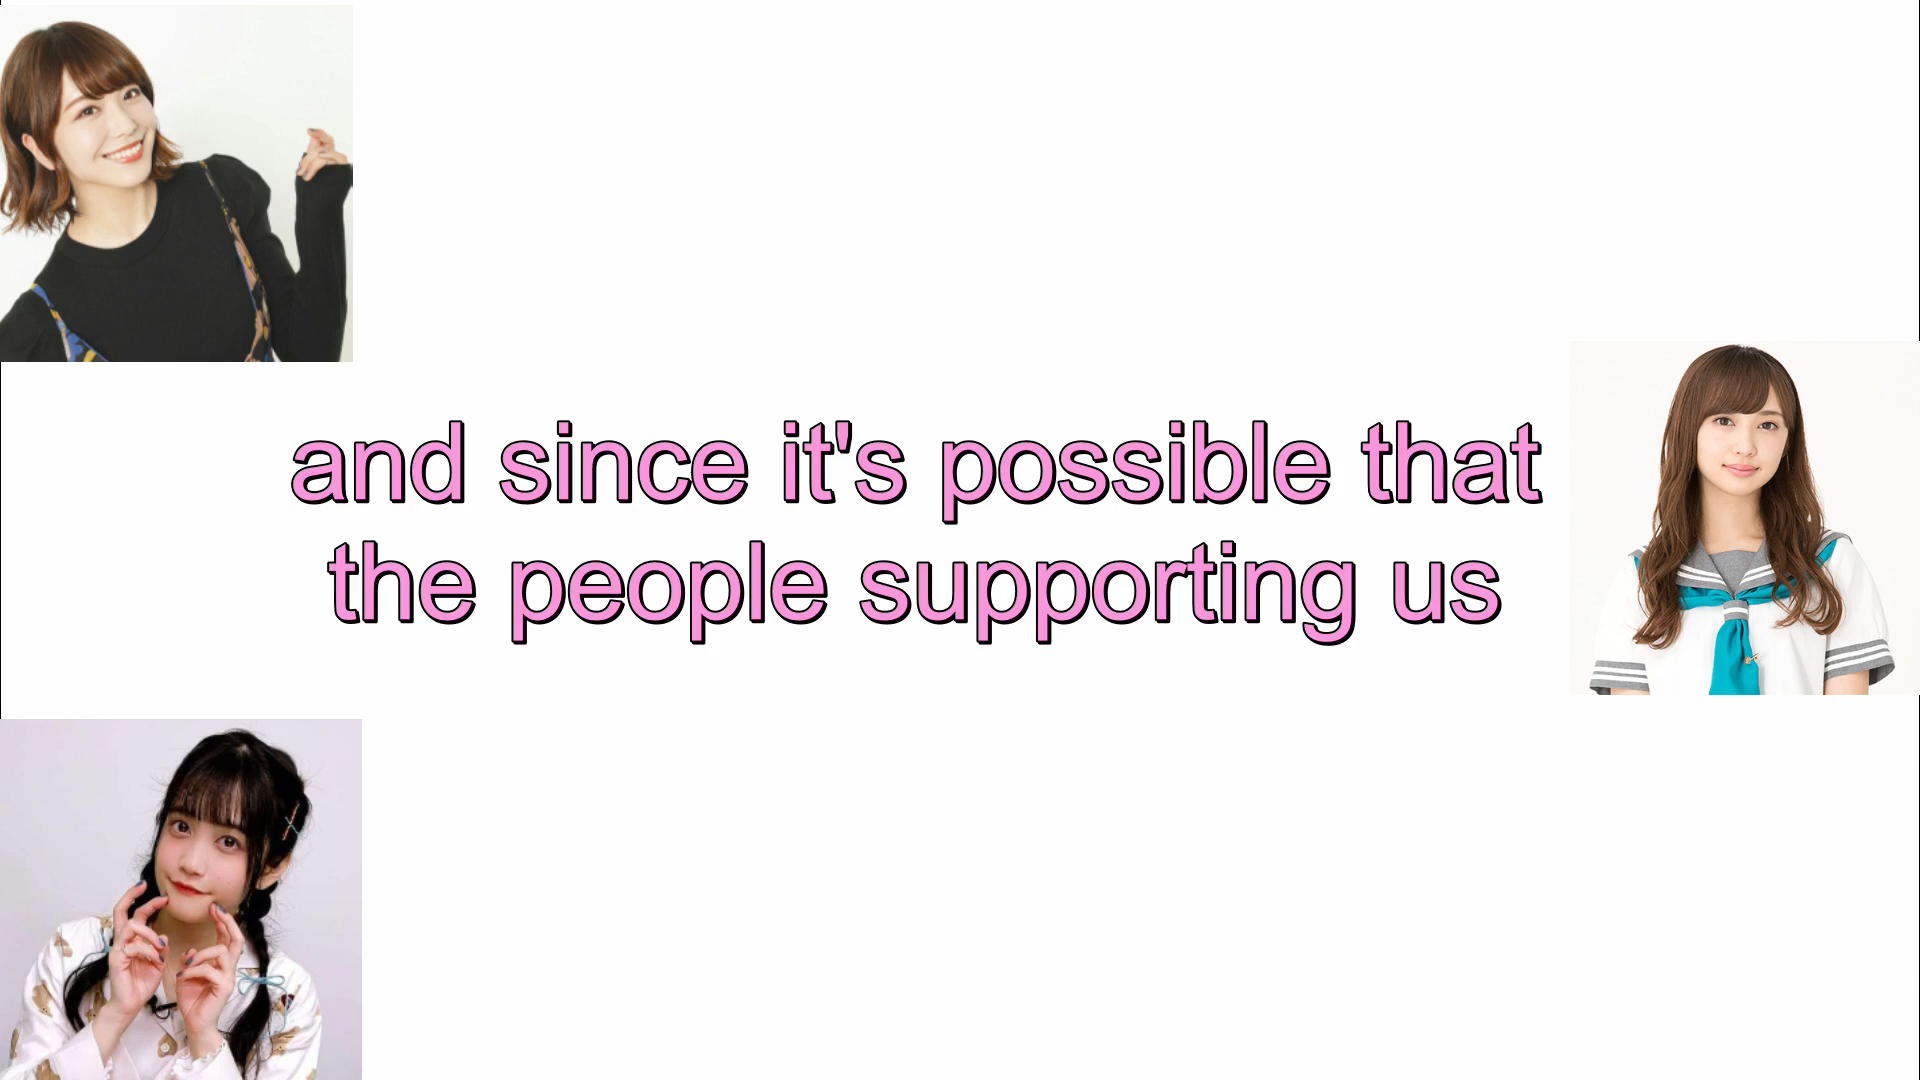 and since it's possible that
the people supporting us